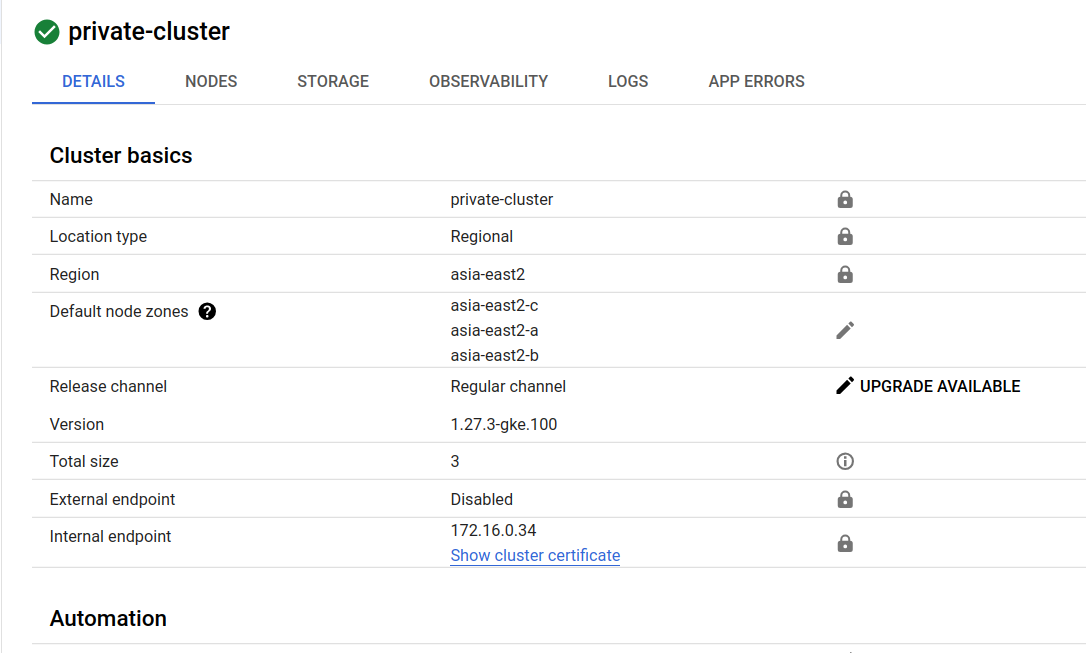 private-cluster
DETAILS NODES STORAGE OBSERVABILITY LOGS APP ERRORS
Cluster basics
Name private-cluster
Location type Regional
Region asia-east2
Default node zones ? asia-east2-c
asia-east2-a
asia-east2-b
Release channel Regular channel UPGRADE AVAILABLE
Version 1.27.3-gke.100
Total size 3
External endpoint Disabled
Internal endpoint 172.16.0.34
Show cluster certificate
Automation